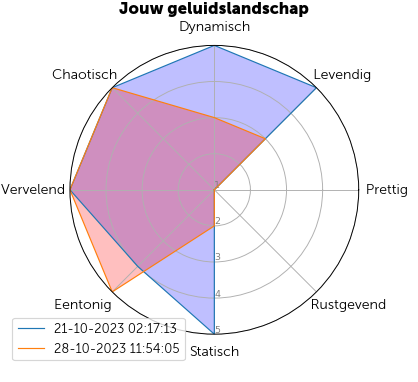 Jouw geluidslandschap
Dynamisch
Chaotisch
Levendig
Vervelend
Prettig
1
2
3
4
5
Eentonig
Rustgevend
Statisch
21-10-2023 02:17:13
28-10-2023 11:54:05